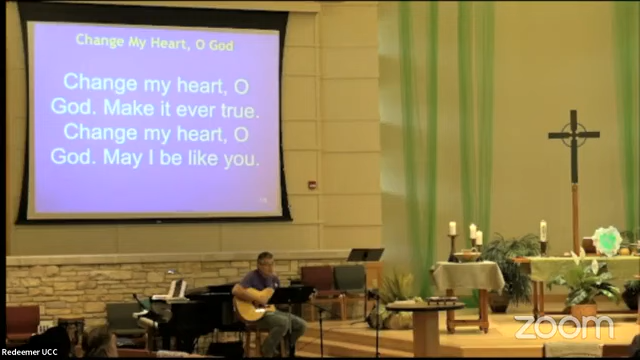 Change My Heart, O God
Change my heart, O
God. Make it ever true.
Change my heart, O
God. May I be like you.
zoom
Redeemer UCC